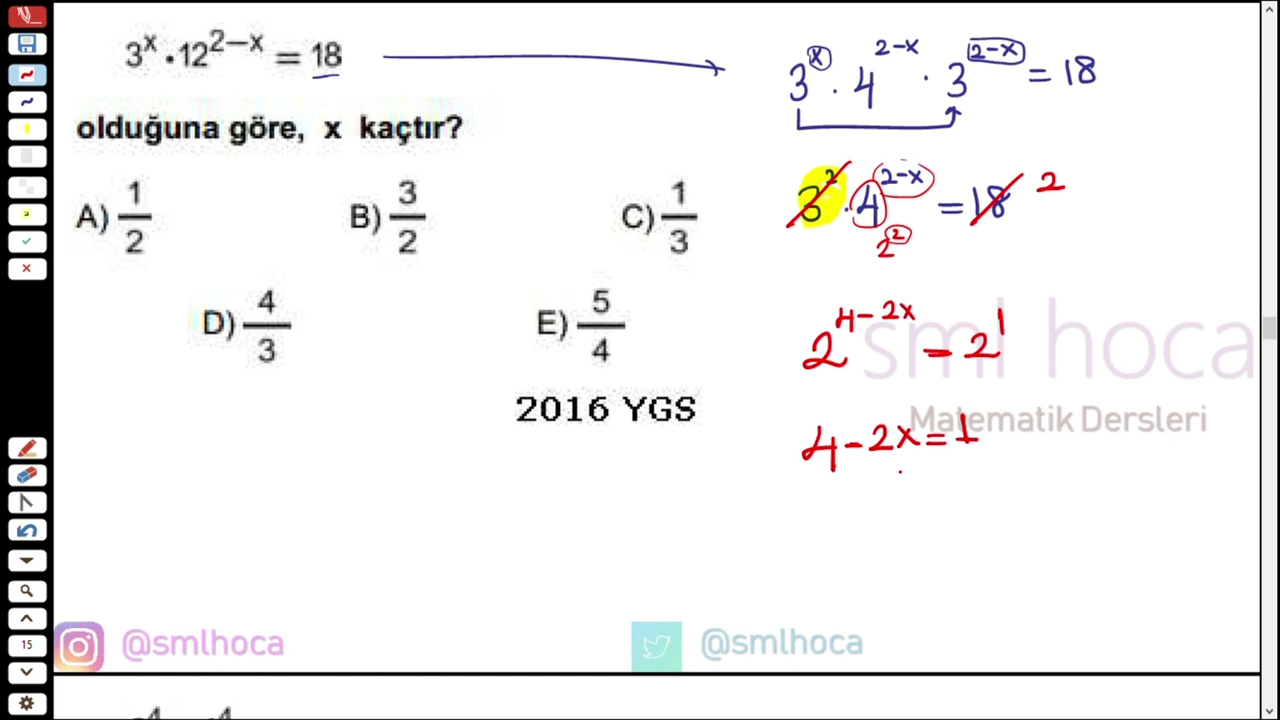 3^x · 12^{2-x} = 18
olduğuna göre, x kaçtır?
A) 1/2
B) 3/2
C) 1/3
D) 4/3
E) 5/4
2016 YGS
3^x · 4^{2-x} · 3^{2-x} = 18
3^2 · 4^{2-x} = 18 2
2^2
2^{4-2x} = 2^1
4-2x=1
sml hoca
Matematik Dersleri
@smlhoca
@smlhoca
15